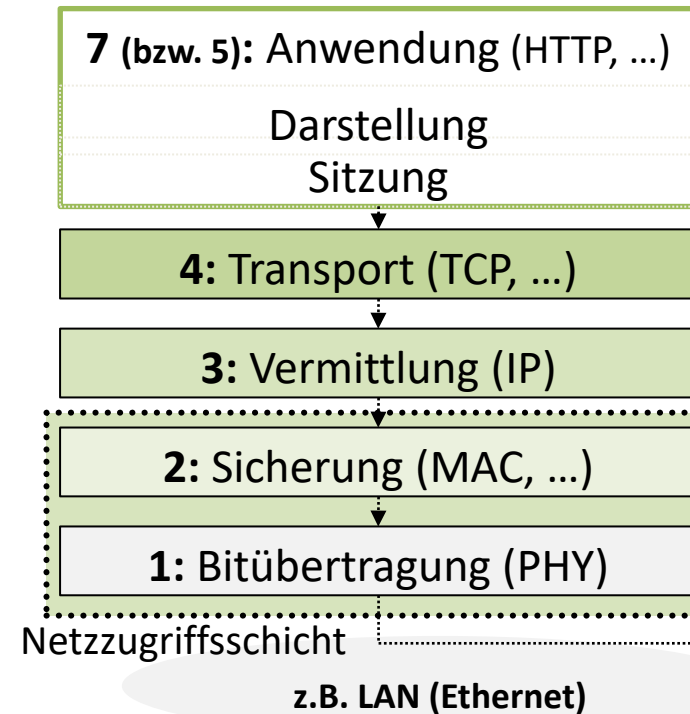 7 (bzw. 5): Anwendung (HTTP, …)
Darstellung
Sitzung
4: Transport (TCP, …)
3: Vermittlung (IP)
2: Sicherung (MAC, …)
1: Bitübertragung (PHY)
Netzzugriffsschicht
z.B. LAN (Ethernet)